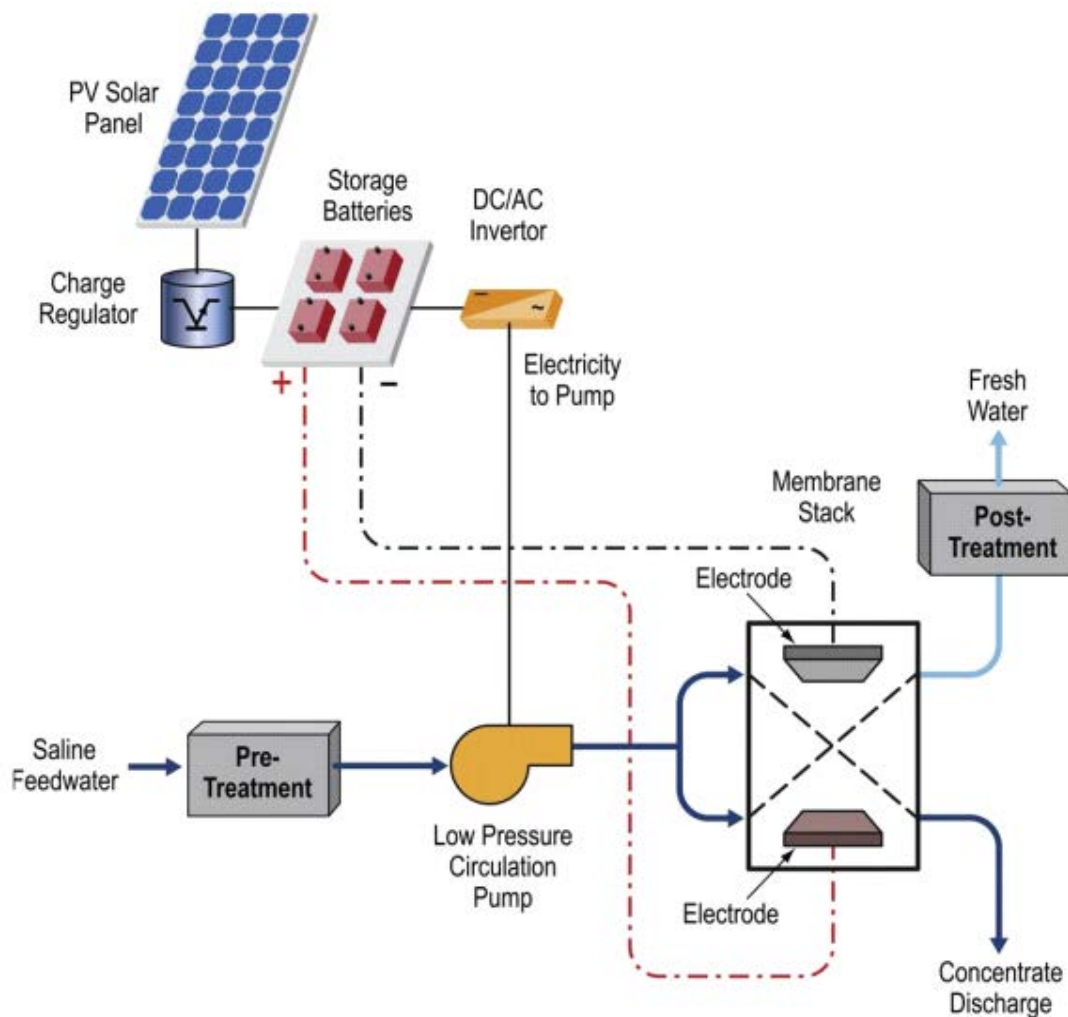 PV Solar
Panel
Storage
Batteries
DC/AC
Invertor
Charge
Regulator
+
−
−
~
Electricity
to Pump
Fresh
Water
Membrane
Stack
Post-
Treatment
Electrode
Saline
Feedwater
Pre-
Treatment
Low Pressure
Circulation
Pump
Electrode
Concentrate
Discharge